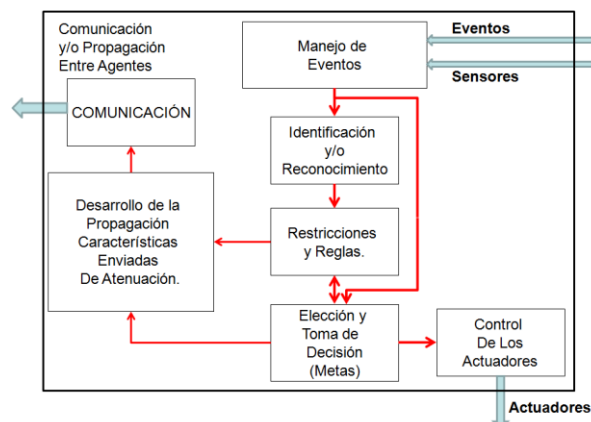 Comunicación
y/o Propagación
Entre Agentes
Manejo de
Eventos
Eventos
Sensores
COMUNICACIÓN
Identificación
y/o
Reconocimiento
Desarrollo de la
Propagación
Características
Enviadas
De Atenuación.
Restricciones
y Reglas.
Elección y
Toma de
Decisión
(Metas)
Control
De Los
Actuadores
Actuadores